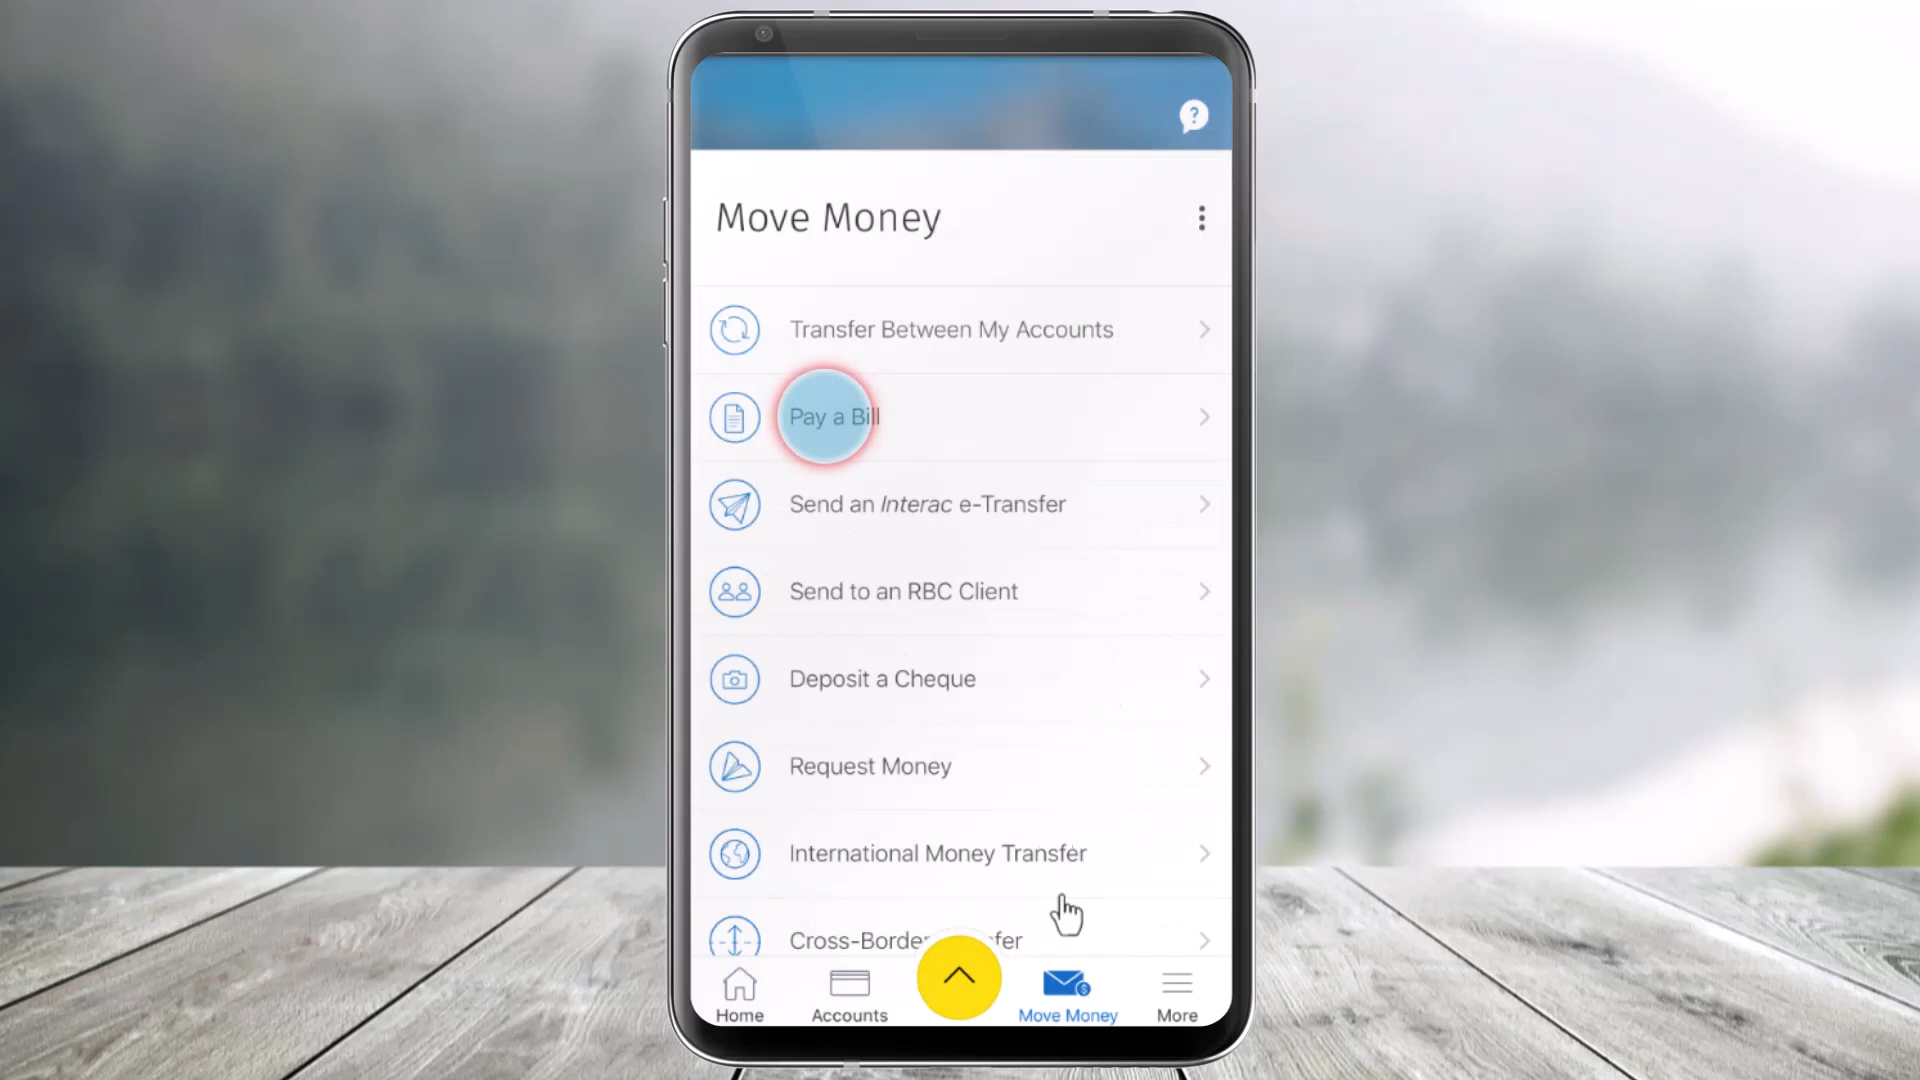 ?
Move Money
Transfer Between My Accounts
Pay a Bill
Send an Interac e-Transfer
Send to an RBC Client
Deposit a Cheque
Request Money
International Money Transfer
Cross-Border
Home
Accounts
$
Move Money
More